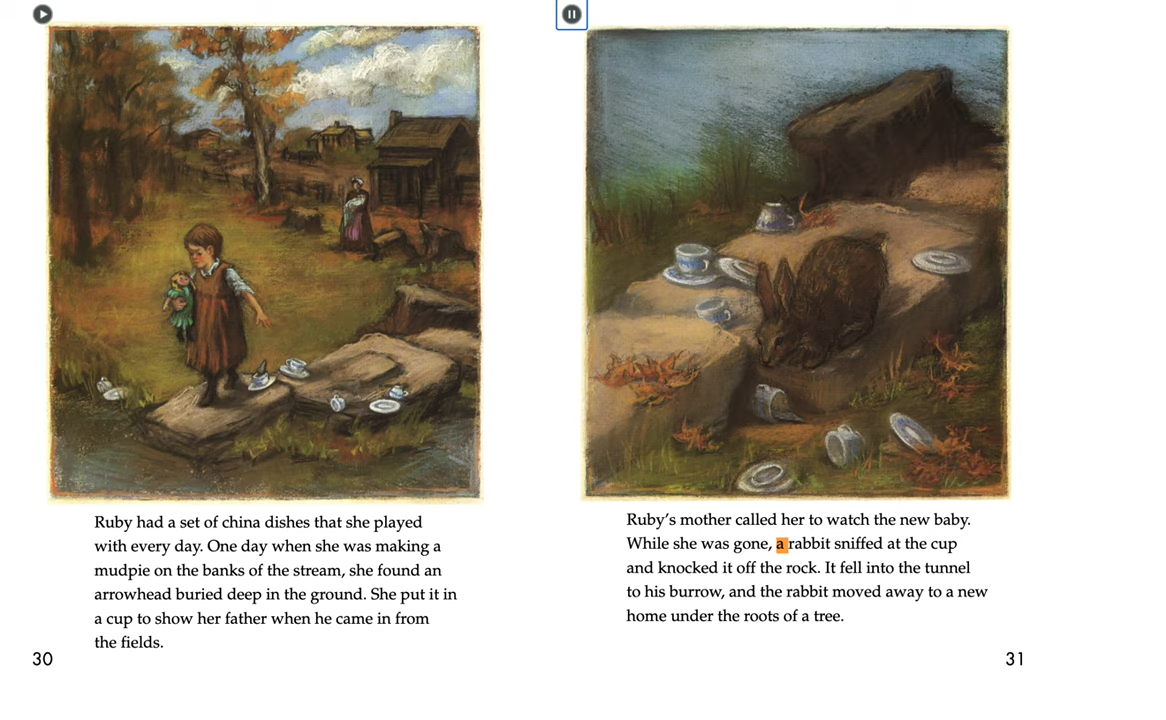 Ruby had a set of china dishes that she played
with every day. One day when she was making a
mudpie on the banks of the stream, she found an
arrowhead buried deep in the ground. She put it in
a cup to show her father when he came in from
the fields.
30
Ruby’s mother called her to watch the new baby.
While she was gone, a rabbit sniffed at the cup
and knocked it off the rock. It fell into the tunnel
to his burrow, and the rabbit moved away to a new
home under the roots of a tree.
31